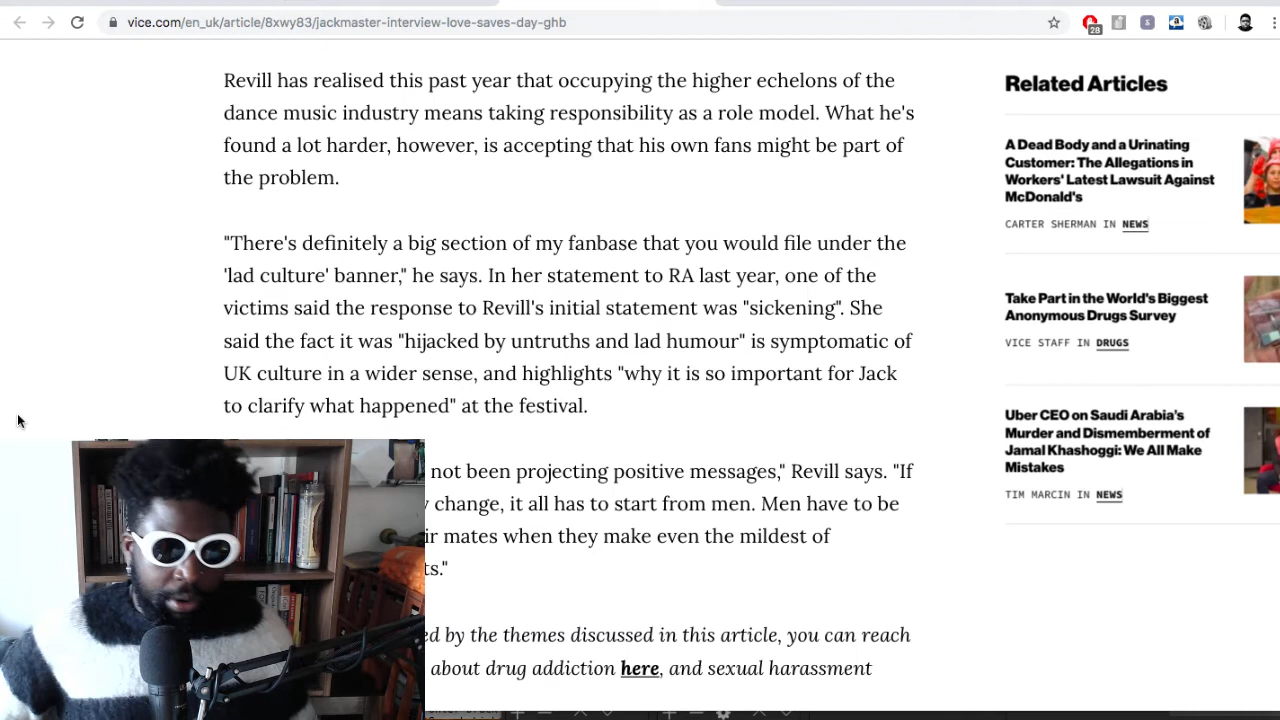 vice.com/en_uk/article/8xwy83/jackmaster-interview-love-saves-day-ghb
28
Revill has realised this past year that occupying the higher echelons of the
dance music industry means taking responsibility as a role model. What he's
found a lot harder, however, is accepting that his own fans might be part of
the problem.
"There's definitely a big section of my fanbase that you would file under the
'lad culture' banner," he says. In her statement to RA last year, one of the
victims said the response to Revill's initial statement was "sickening". She
said the fact it was "hijacked by untruths and lad humour" is symptomatic of
UK culture in a wider sense, and highlights "why it is so important for Jack
to clarify what happened" at the festival.
not been projecting positive messages," Revill says. "If
change, it all has to start from men. Men have to be
mates when they make even the mildest of
ts."
ed by the themes discussed in this article, you can reach
about drug addiction here, and sexual harassment
Related Articles
A Dead Body and a Urinating
Customer: The Allegations in
Workers' Latest Lawsuit Against
McDonald's
CARTER SHERMAN IN NEWS
Take Part in the World's Biggest
Anonymous Drugs Survey
VICE STAFF IN DRUGS
Uber CEO on Saudi Arabia's
Murder and Dismemberment of
Jamal Khashoggi: We All Make
Mistakes
TIM MARCIN IN NEWS